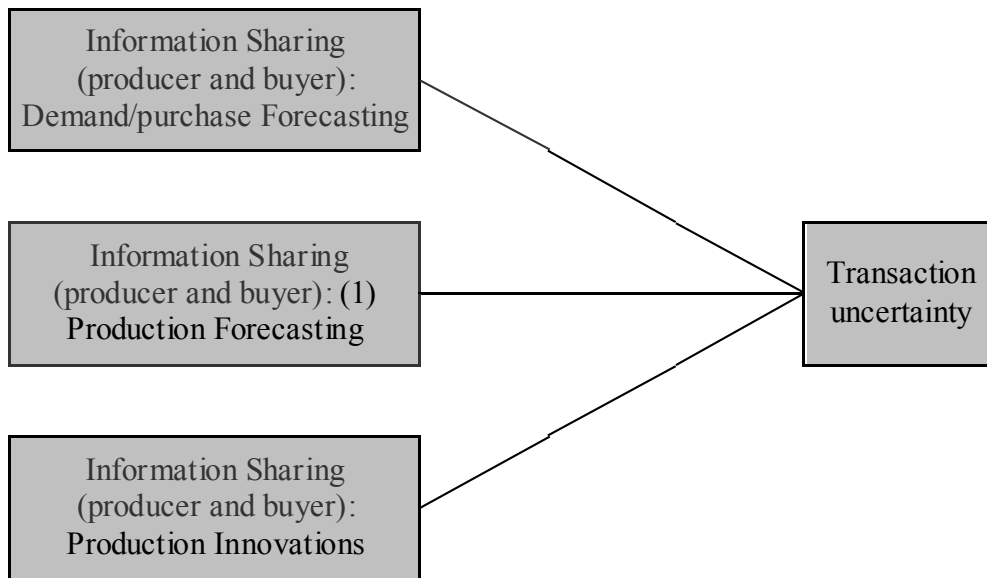 Information Sharing
(producer and buyer):
Demand/purchase Forecasting
Information Sharing
(producer and buyer): (1)
Production Forecasting
Transaction
uncertainty
Information Sharing
(producer and buyer):
Production Innovations